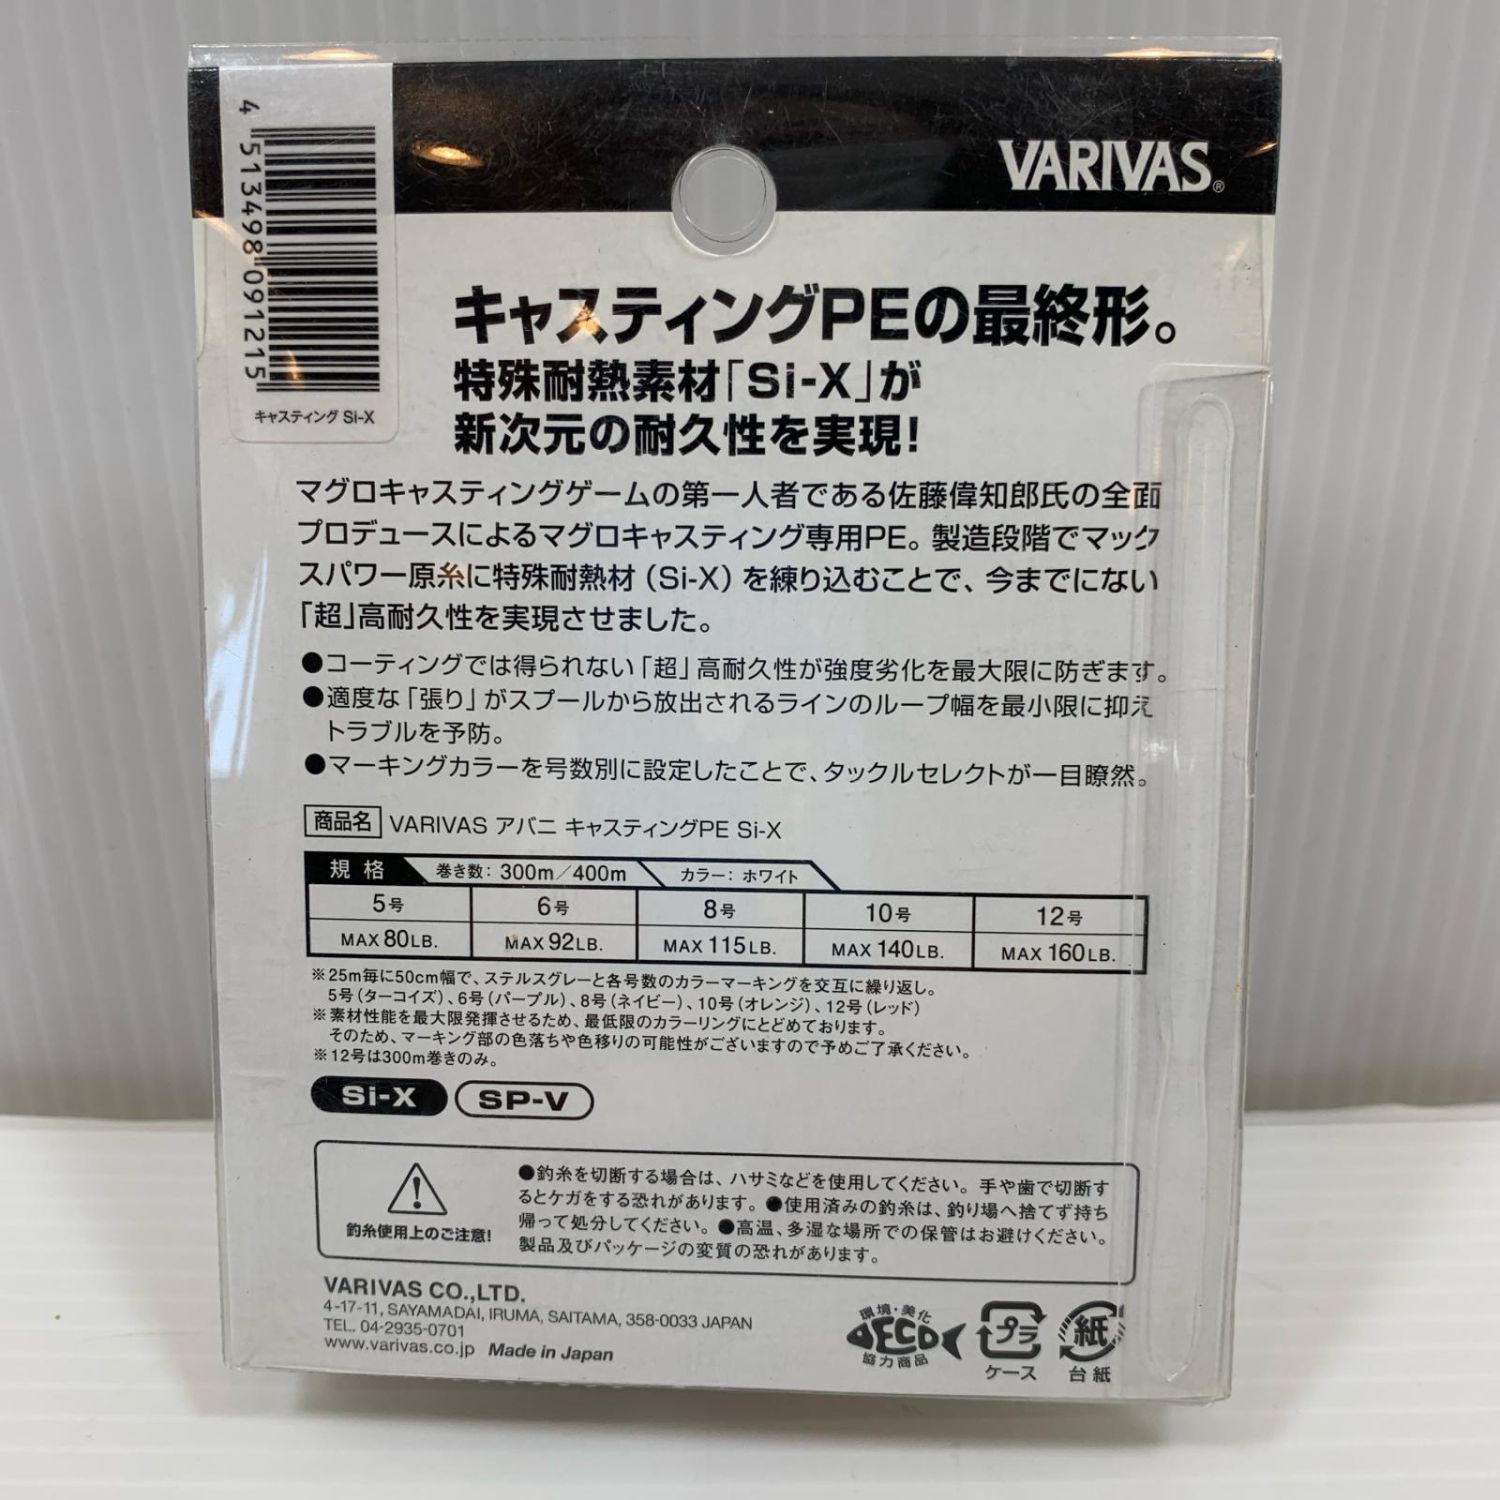 VARIVAS®
4 513498 091215
キャスティング Si-X
キャスティングPEの最終形。
特殊耐熱素材「Si-X」が
新次元の耐久性を実現!
マグロキャスティングゲームの第一人者である佐藤偉知郎氏の全面
プロデュースによるマグロキャスティング専用PE。製造段階でマック
スパワー原糸に特殊耐熱材(Si-X)を練り込むことで、今までにない
「超」高耐久性を実現させました。
●コーティングでは得られない「超」高耐久性が強度劣化を最大限に防ぎます。
●適度な「張り」がスプールから放出されるラインのループ幅を最小限に抑え
トラブルを予防。
●マーキングカラーを号数別に設定したことで、タックルセレクトが一目瞭然。
商品名 VARIVAS アバニ キャスティングPE Si-X
規格 巻き数:300m/400m カラー:ホワイト
5号 6号 8号 10号 12号
MAX 80LB. MAX 92LB. MAX 115LB. MAX 140LB. MAX 160LB.
※25m毎に50cm幅で、ステルスグレーと各号数のカラーマーキングを交互に繰り返し。
5号(ターコイズ)、6号(パープル)、8号(ネイビー)、10号(オレンジ)、12号(レッド)
※素材性能を最大限発揮させるため、最低限のカラーリングにとどめております。
そのため、マーキング部の色落ちや色移りの可能性がございますので予めご了承ください。
※12号は300m巻きのみ。
Si-X SP-V
釣糸使用上のご注意!
●釣糸を切断する場合は、ハサミなどを使用してください。手や歯で切断す
るとケガをする恐れがあります。●使用済みの釣糸は、釣り場へ捨てず持ち
帰って処分してください。●高温、多湿な場所での保管はお避けください。
製品及びパッケージの変質の恐れがあります。
VARIVAS CO.,LTD.
4-17-11, SAYAMADAI, IRUMA, SAITAMA, 358-0033 JAPAN
TEL. 04-2935-0701
www.varivas.co.jp Made in Japan
環境・美化
ECO
協力商品
プラ
ケース
紙
台紙